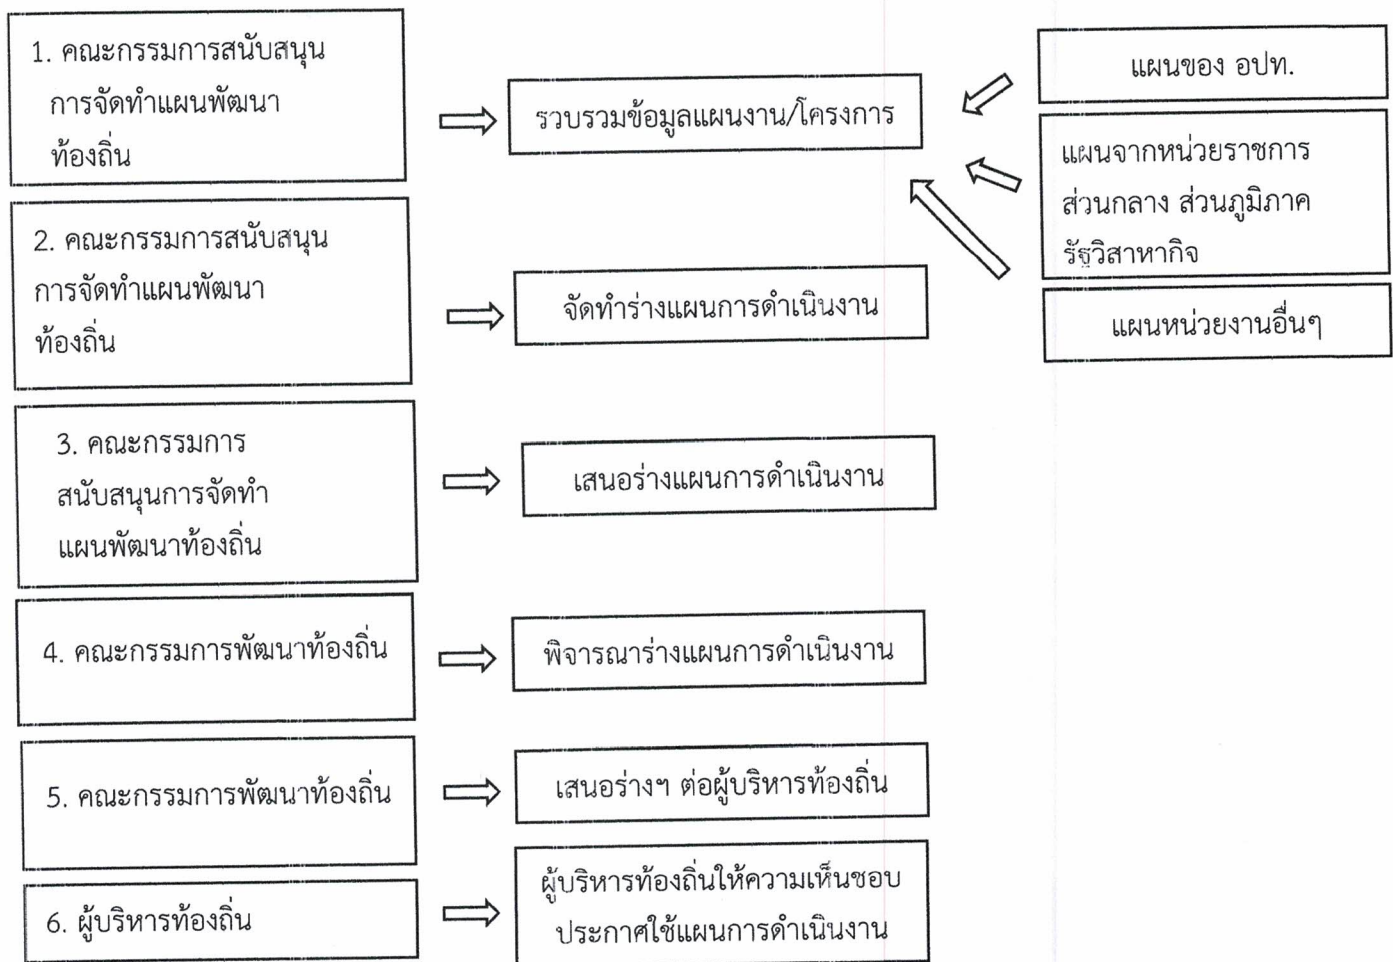 1. คณะกรรมการสนับสนุน
การจัดทำแผนพัฒนา
ท้องถิ่น
รวบรวมข้อมูลแผนงาน/โครงการ
แผนของ อปท.
แผนจากหน่วยราชการ
ส่วนกลาง ส่วนภูมิภาค
รัฐวิสาหากิจ
แผนหน่วยงานอื่นๆ
2. คณะกรรมการสนับสนุน
การจัดทำแผนพัฒนา
ท้องถิ่น
จัดทำร่างแผนการดำเนินงาน
3. คณะกรรมการ
สนับสนุนการจัดทำ
แผนพัฒนาท้องถิ่น
เสนอร่างแผนการดำเนินงาน
4. คณะกรรมการพัฒนาท้องถิ่น
พิจารณาร่างแผนการดำเนินงาน
5. คณะกรรมการพัฒนาท้องถิ่น
เสนอร่างฯ ต่อผู้บริหารท้องถิ่น
6. ผู้บริหารท้องถิ่น
ผู้บริหารท้องถิ่นให้ความเห็นชอบ
ประกาศใช้แผนการดำเนินงาน